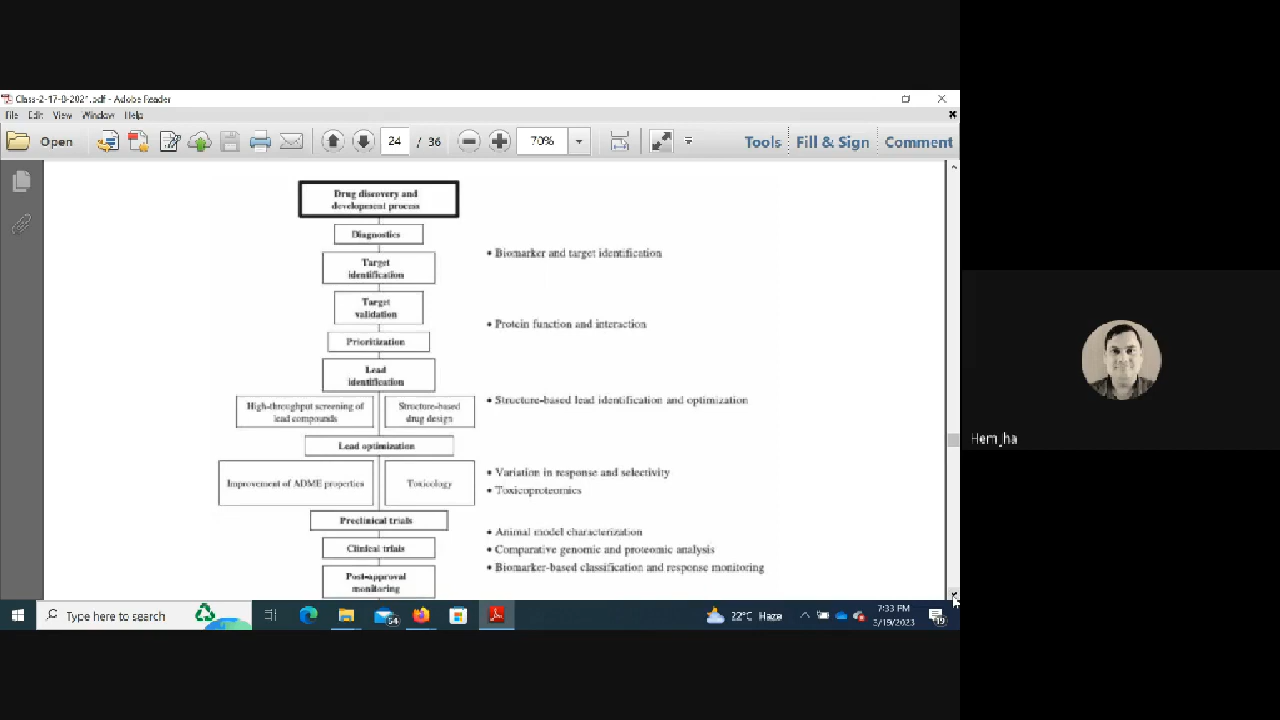 Class-2-17-8-2021.pdf - Adobe Reader
File Edit View Window Help
Open 24 / 36 70% Tools Fill & Sign Comment
Drug discovery and
development process
Diagnostics
• Biomarker and target identification
Target
identification
Target
validation
• Protein function and interaction
Prioritization
Lead
identification
High-throughput screening of
lead compounds
Structure-based
drug design
• Structure-based lead identification and optimization
Lead optimization
Improvement of ADME properties
Toxicology
• Variation in response and selectivity
• Toxicoproteomics
Preclinical trials
Clinical trials
Post-approval
monitoring
• Animal model characterization
• Comparative genomic and proteomic analysis
• Biomarker-based classification and response monitoring
Hem jha
Type here to search
54
22°C Haze
7:33 PM
3/19/2023
19